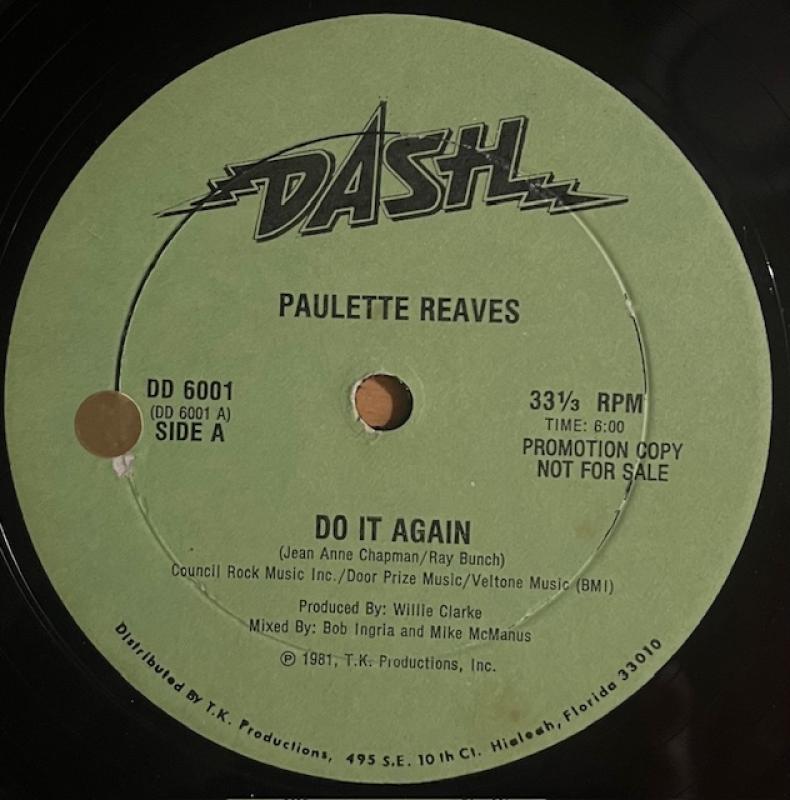 DASH
PAULETTE REAVES
DD 6001
(DD 6001 A)
SIDE A
33⅓ RPM
TIME: 6:00
PROMOTION COPY
NOT FOR SALE
DO IT AGAIN
(Jean Anne Chapman/Ray Bunch)
Council Rock Music Inc./Door Prize Music/Veltone Music (BMI)
Produced By: Willie Clarke
Mixed By: Bob Ingria and Mike McManus
℗ 1981, T.K. Productions, Inc.
Distributed By T.K. Productions, 495 S.E. 10th Ct. Hialeah, Florida 33010